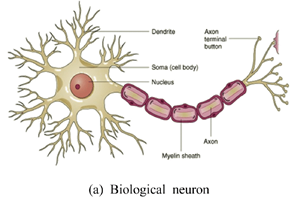 Dendrite
Axon
terminal
button
Soma (cell body)
Nucleus
Axon
Myelin sheath
(a) Biological neuron